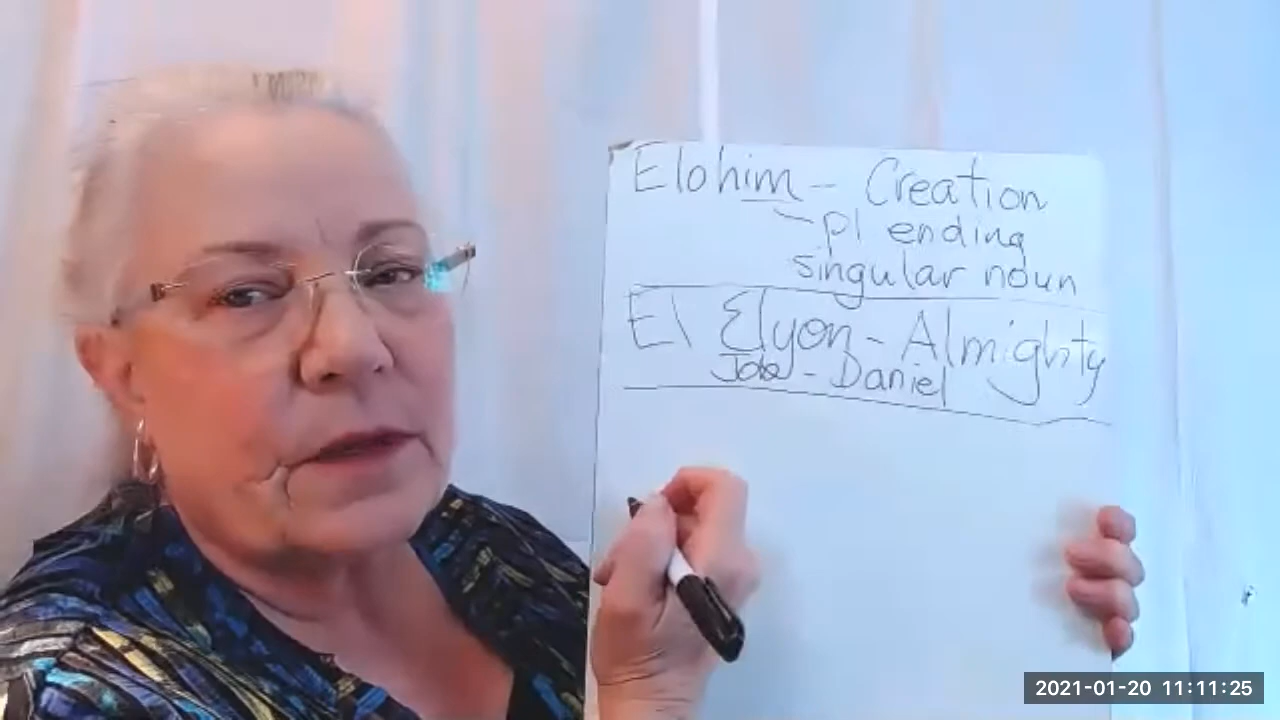 Elohim - Creation
pl ending
singular noun
El Elyon - Almighty
Job - Daniel
2021-01-20 11:11:25